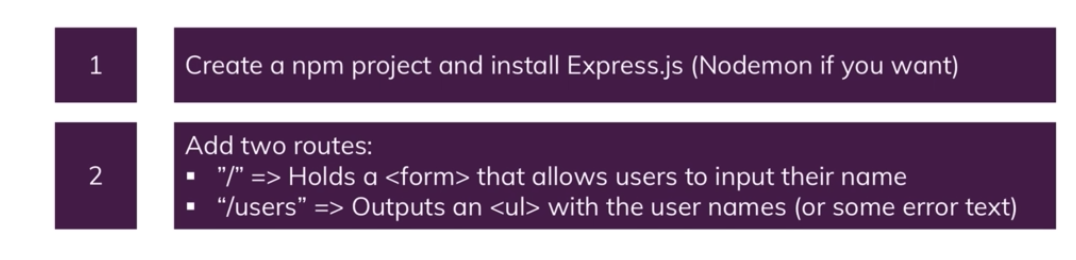 1
Create a npm project and install Express.js (Nodemon if you want)
2
Add two routes:
▪ ”/” => Holds a <form> that allows users to input their name
▪ “/users” => Outputs an <ul> with the user names (or some error text)